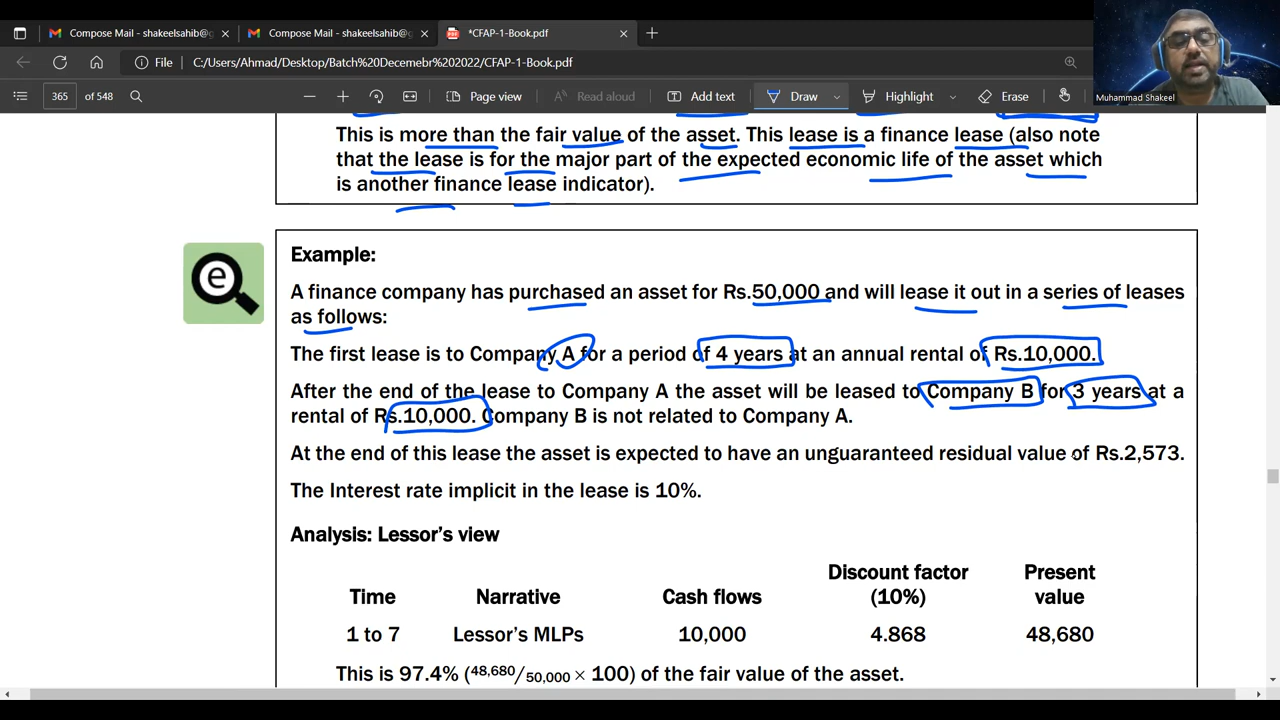 Compose Mail - shakeelsahib@g
Compose Mail - shakeelsahib@g
*CFAP-1-Book.pdf
File
C:/Users/Ahmad/Desktop/Batch%20Decemebr%202022/CFAP-1-Book.pdf
365
of 548
Page view
Read aloud
Add text
Draw
Highlight
Erase
Muhammad Shakeel
This is more than the fair value of the asset. This lease is a finance lease (also note
that the lease is for the major part of the expected economic life of the asset which
is another finance lease indicator).
e
Example:
A finance company has purchased an asset for Rs.50,000 and will lease it out in a series of leases
as follows:
The first lease is to Company A for a period of 4 years at an annual rental of Rs.10,000.
After the end of the lease to Company A the asset will be leased to Company B for 3 years at a
rental of Rs.10,000. Company B is not related to Company A.
At the end of this lease the asset is expected to have an unguaranteed residual value of Rs.2,573.
The Interest rate implicit in the lease is 10%.
Analysis: Lessor's view
Time Narrative Cash flows Discount factor (10%) Present value
1 to 7 Lessor's MLPs 10,000 4.868 48,680
This is 97.4% (48,680/50,000 × 100) of the fair value of the asset.